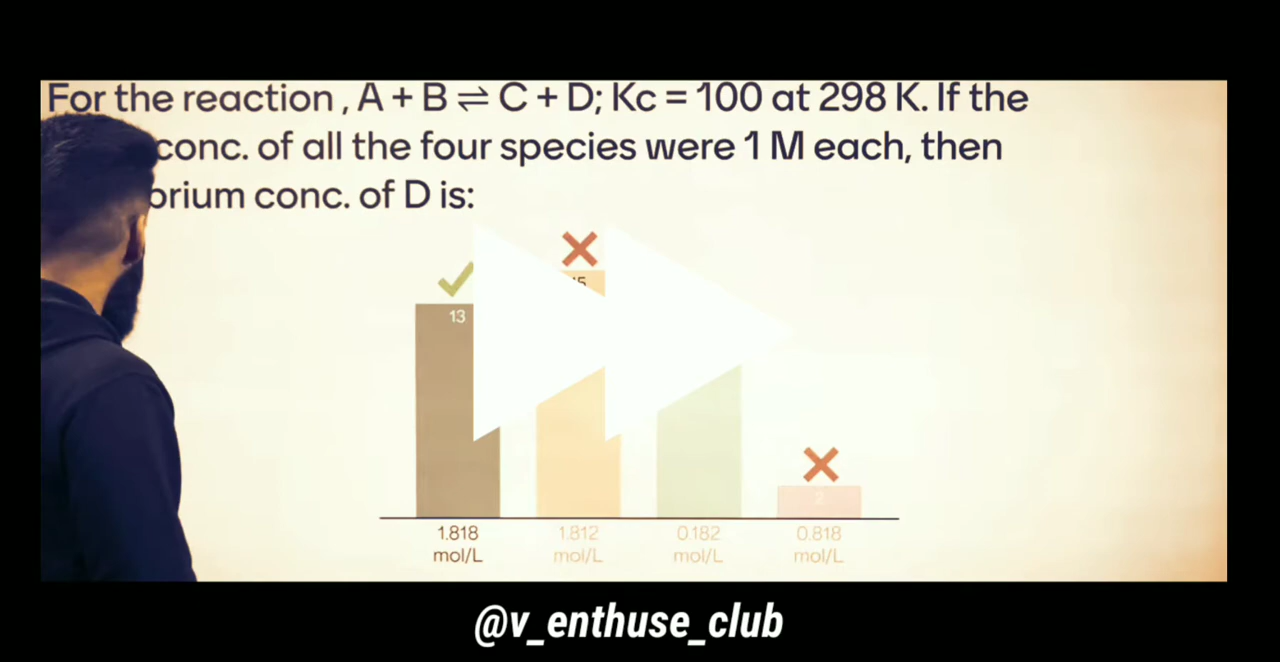 For the reaction , A + B ⇌ C + D; Kc = 100 at 298 K. If the
conc. of all the four species were 1 M each, then
conc. of D is:
13
2
1.818 1.812 0.182 0.818
mol/L mol/L mol/L mol/L
@v_enthuse_club